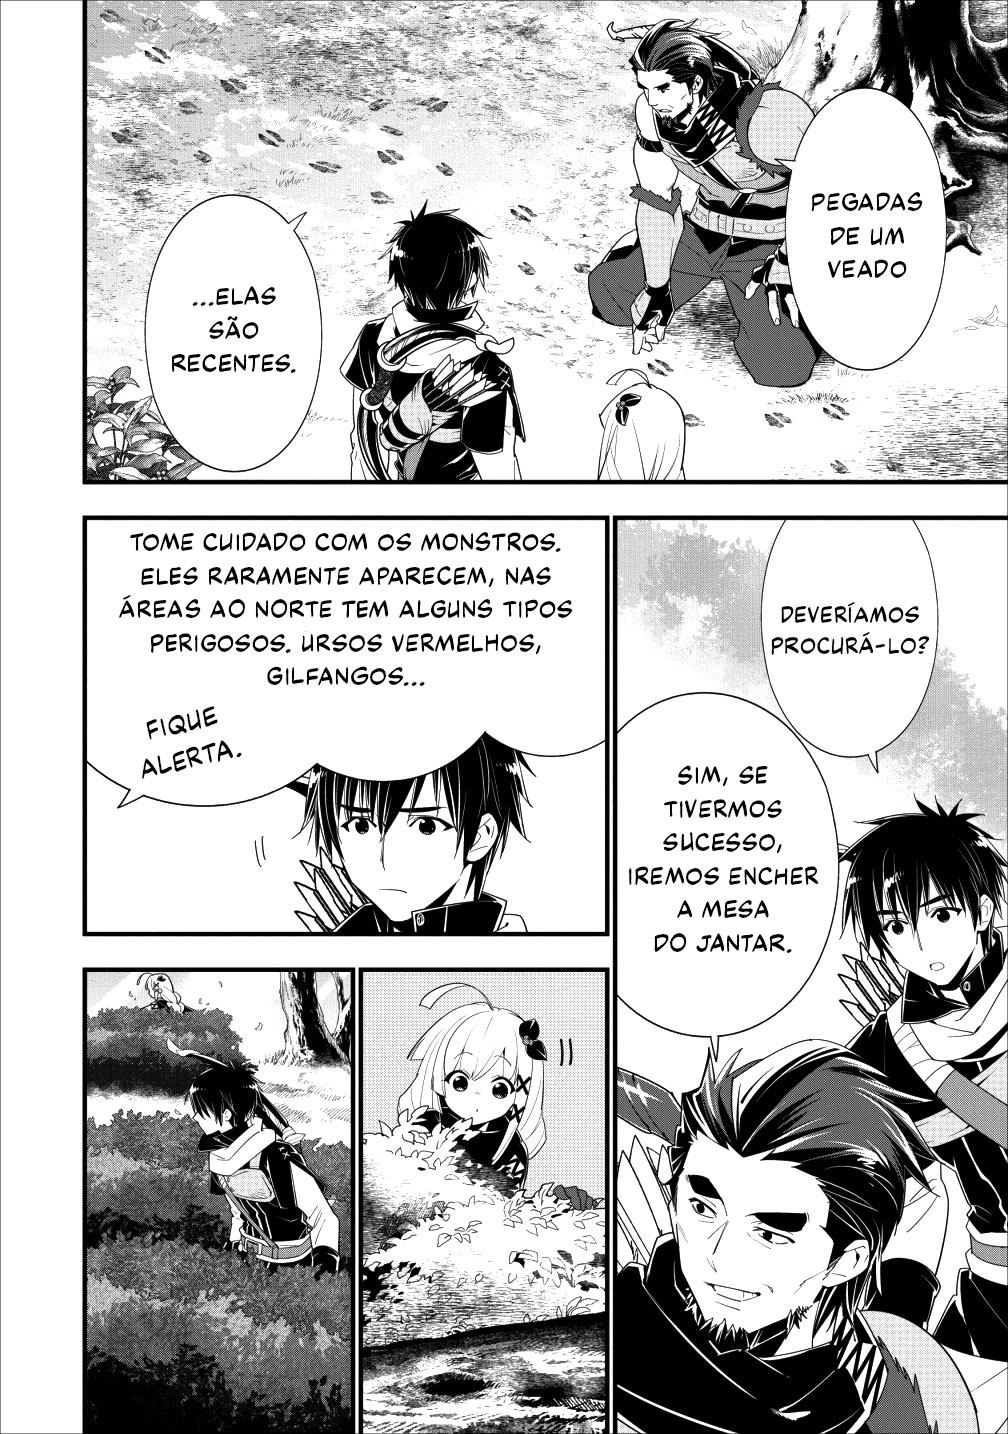 PEGADAS
DE UM
VEADO
...ELAS
SÃO
RECENTES.
DEVERÍAMOS
PROCURÁ-LO?
SIM, SE
TIVERMOS
SUCESSO,
IREMOS ENCHER
A MESA
DO JANTAR.
TOME CUIDADO COM OS MONSTROS.
ELES RARAMENTE APARECEM, NAS
ÁREAS AO NORTE TEM ALGUNS TIPOS
PERIGOSOS. URSOS VERMELHOS,
GILFANGOS...
FIQUE
ALERTA.